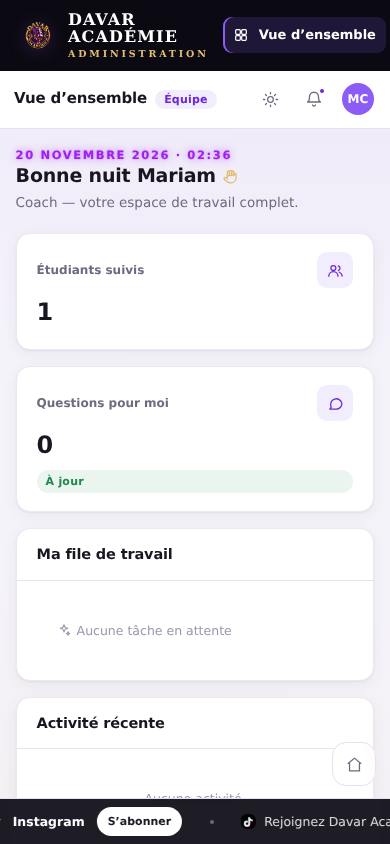 DAVAR
ACADÉMIE
ADMINISTRATION
Vue d’ensemble
Vue d’ensemble
Équipe
MC
20 NOVEMBRE 2026 · 02:36
Bonne nuit Mariam
Coach — votre espace de travail complet.
Étudiants suivis
1
Questions pour moi
0
À jour
Ma file de travail
Aucune tâche en attente
Activité récente
Aucune activité
Instagram S’abonner • Rejoignez Davar Aca